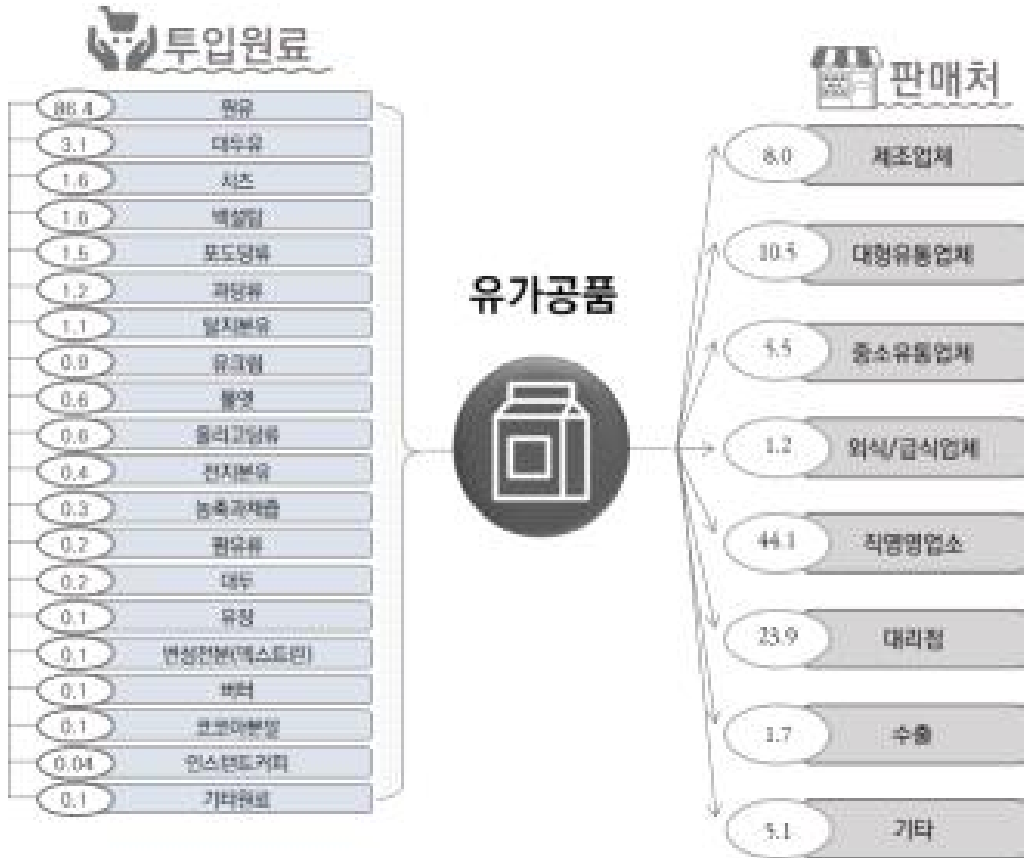 투입원료
86.4 원유
3.1 대두유
1.6 치즈
1.6 백설탕
1.5 포도당류
1.2 과당류
1.1 탈지분유
0.9 유크림
0.6 물엿
0.6 올리고당류
0.4 전지분유
0.3 농축과채즙
0.2
0.2 대두
0.1 유청
0.1 변성전분(덱스트린)
0.1 버터
0.1 코코아분말
0.04 인스턴트커피
0.1 기타원료
유가공품
판매처
8.0 제조업체
10.5 대형유통업체
5.5 중소유통업체
1.2 외식/급식업체
44.1 직영영업소
23.9 대리점
1.7 수출
5.1 기타